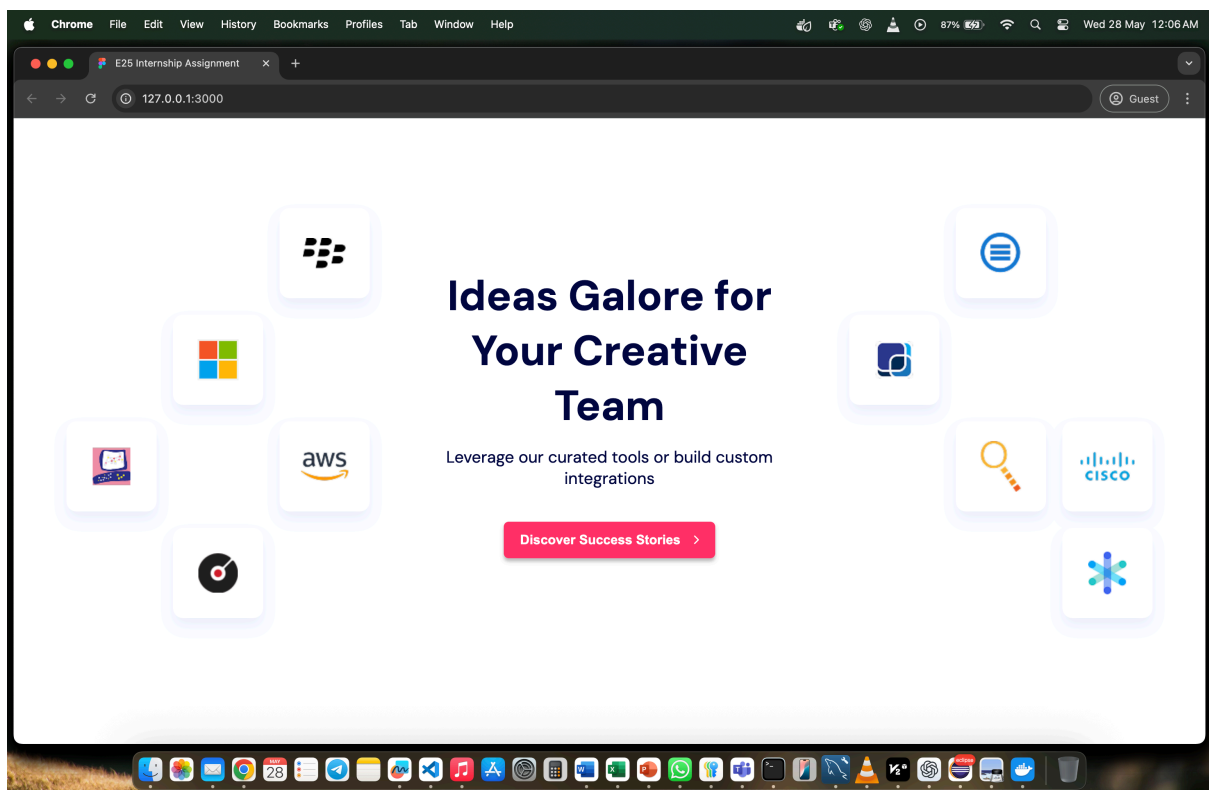 Chrome File Edit View History Bookmarks Profiles Tab Window Help 87% Wed 28 May 12:06 AM
E25 Internship Assignment
127.0.0.1:3000 Guest
Ideas Galore for
Your Creative
Team
aws
Leverage our curated tools or build custom
integrations
CISCO
Discover Success Stories
MAY
28
eclipse